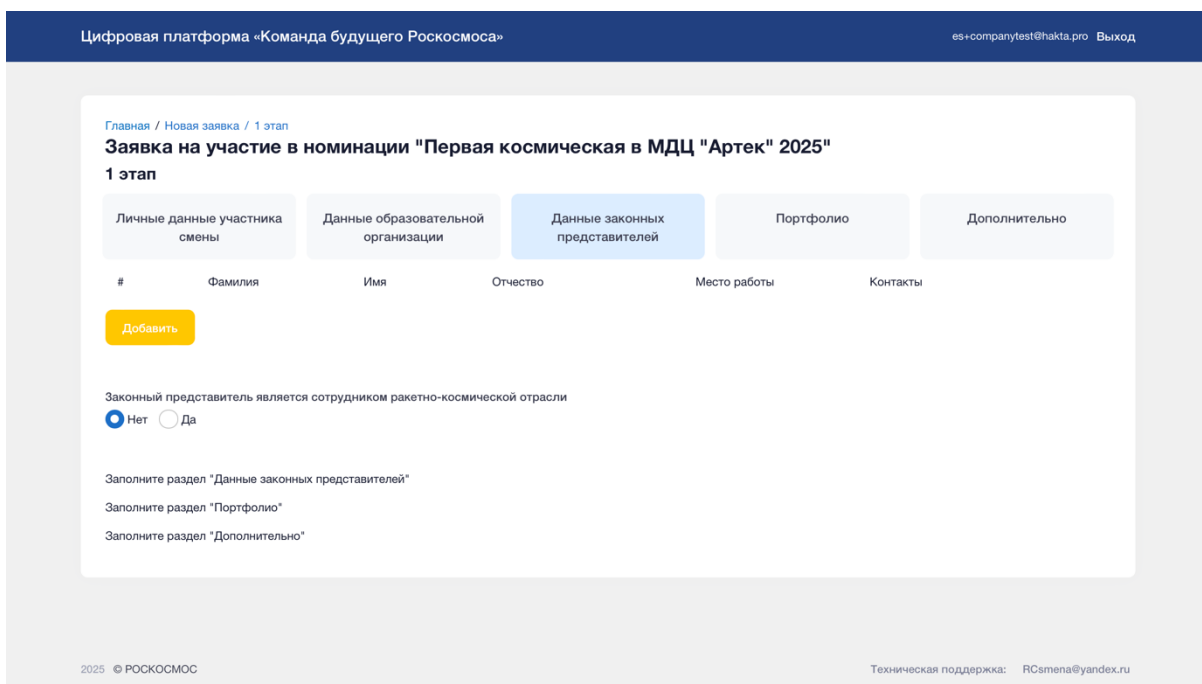 Цифровая платформа «Команда будущего Роскосмоса» es+companytest@hakta.pro Выход
Главная / Новая заявка / 1 этап
Заявка на участие в номинации "Первая космическая в МДЦ "Артек" 2025"
1 этап
Личные данные участника смены
Данные образовательной организации
Данные законных представителей
Портфолио
Дополнительно
# Фамилия Имя Отчество Место работы Контакты
Добавить
Законный представитель является сотрудником ракетно-космической отрасли
Нет Да
Заполните раздел "Данные законных представителей"
Заполните раздел "Портфолио"
Заполните раздел "Дополнительно"
2025 © РОСКОСМОС Техническая поддержка: RCsmena@yandex.ru